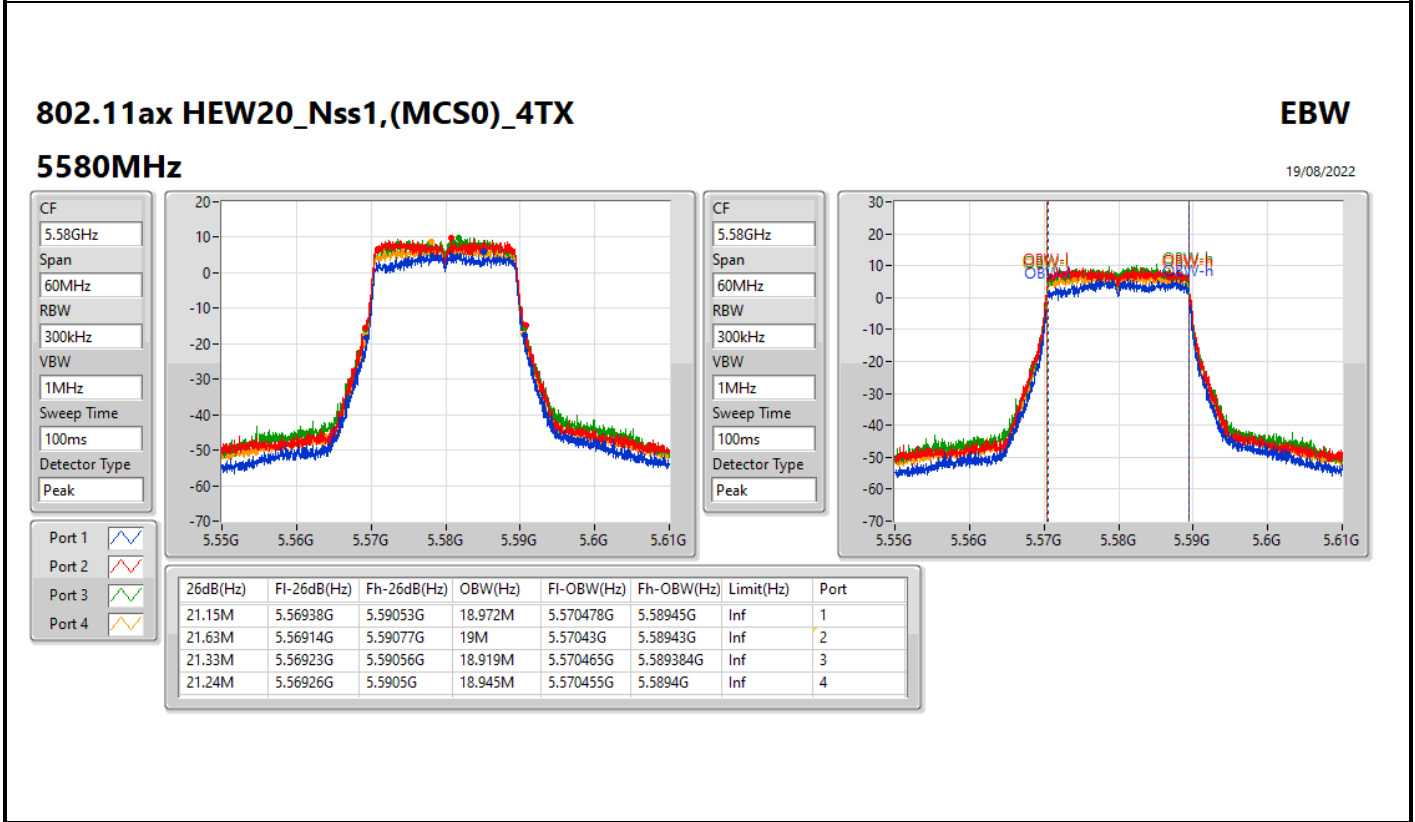 802.11ax HEW20_Nss1,(MCS0)_4TX
EBW
5580MHz
19/08/2022
CF
5.58GHz
Span
60MHz
RBW
300kHz
VBW
1MHz
Sweep Time
100ms
Detector Type
Peak
20
10
0
-10
-20
-30
-40
-50
-60
-70
5.55G 5.56G 5.57G 5.58G 5.59G 5.6G 5.61G
CF
5.58GHz
Span
60MHz
RBW
300kHz
VBW
1MHz
Sweep Time
100ms
Detector Type
Peak
30
20
10
0
-10
-20
-30
-40
-50
-60
-70
OBW-l OBW-h
5.55G 5.56G 5.57G 5.58G 5.59G 5.6G 5.61G
Port 1
Port 2
Port 3
Port 4
26dB(Hz) Fl-26dB(Hz) Fh-26dB(Hz) OBW(Hz) Fl-OBW(Hz) Fh-OBW(Hz) Limit(Hz) Port
21.15M 5.56938G 5.59053G 18.972M 5.570478G 5.58945G Inf 1
21.63M 5.56914G 5.59077G 19M 5.57043G 5.58943G Inf 2
21.33M 5.56923G 5.59056G 18.919M 5.570465G 5.589384G Inf 3
21.24M 5.56926G 5.5905G 18.945M 5.570455G 5.5894G Inf 4